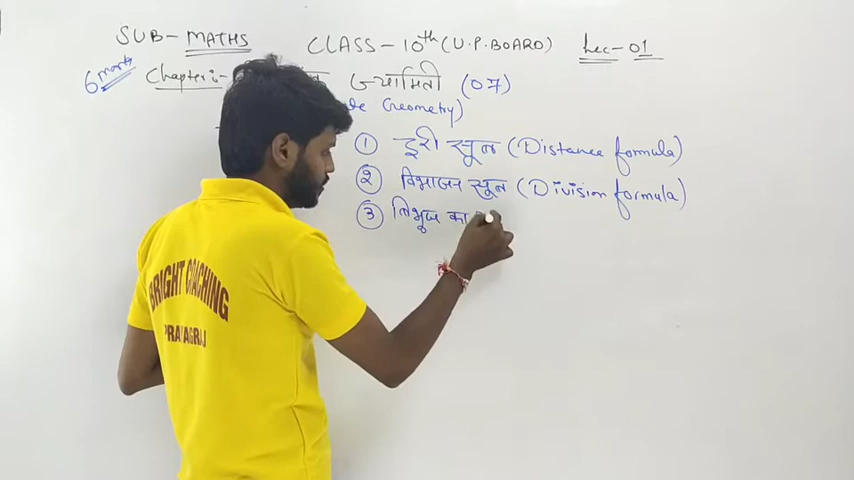 SUB-MATHS CLASS-10th (U.P.BOARD) Lec-01
6 marks Chapter:- ज्यामिती (07)
Geometry)
① दूरी सूत्र (Distance formula)
② विभाजन सूत्र (Division formula)
③ त्रिभुज का
BRIGHT COACHING
PRAYAGRAJ